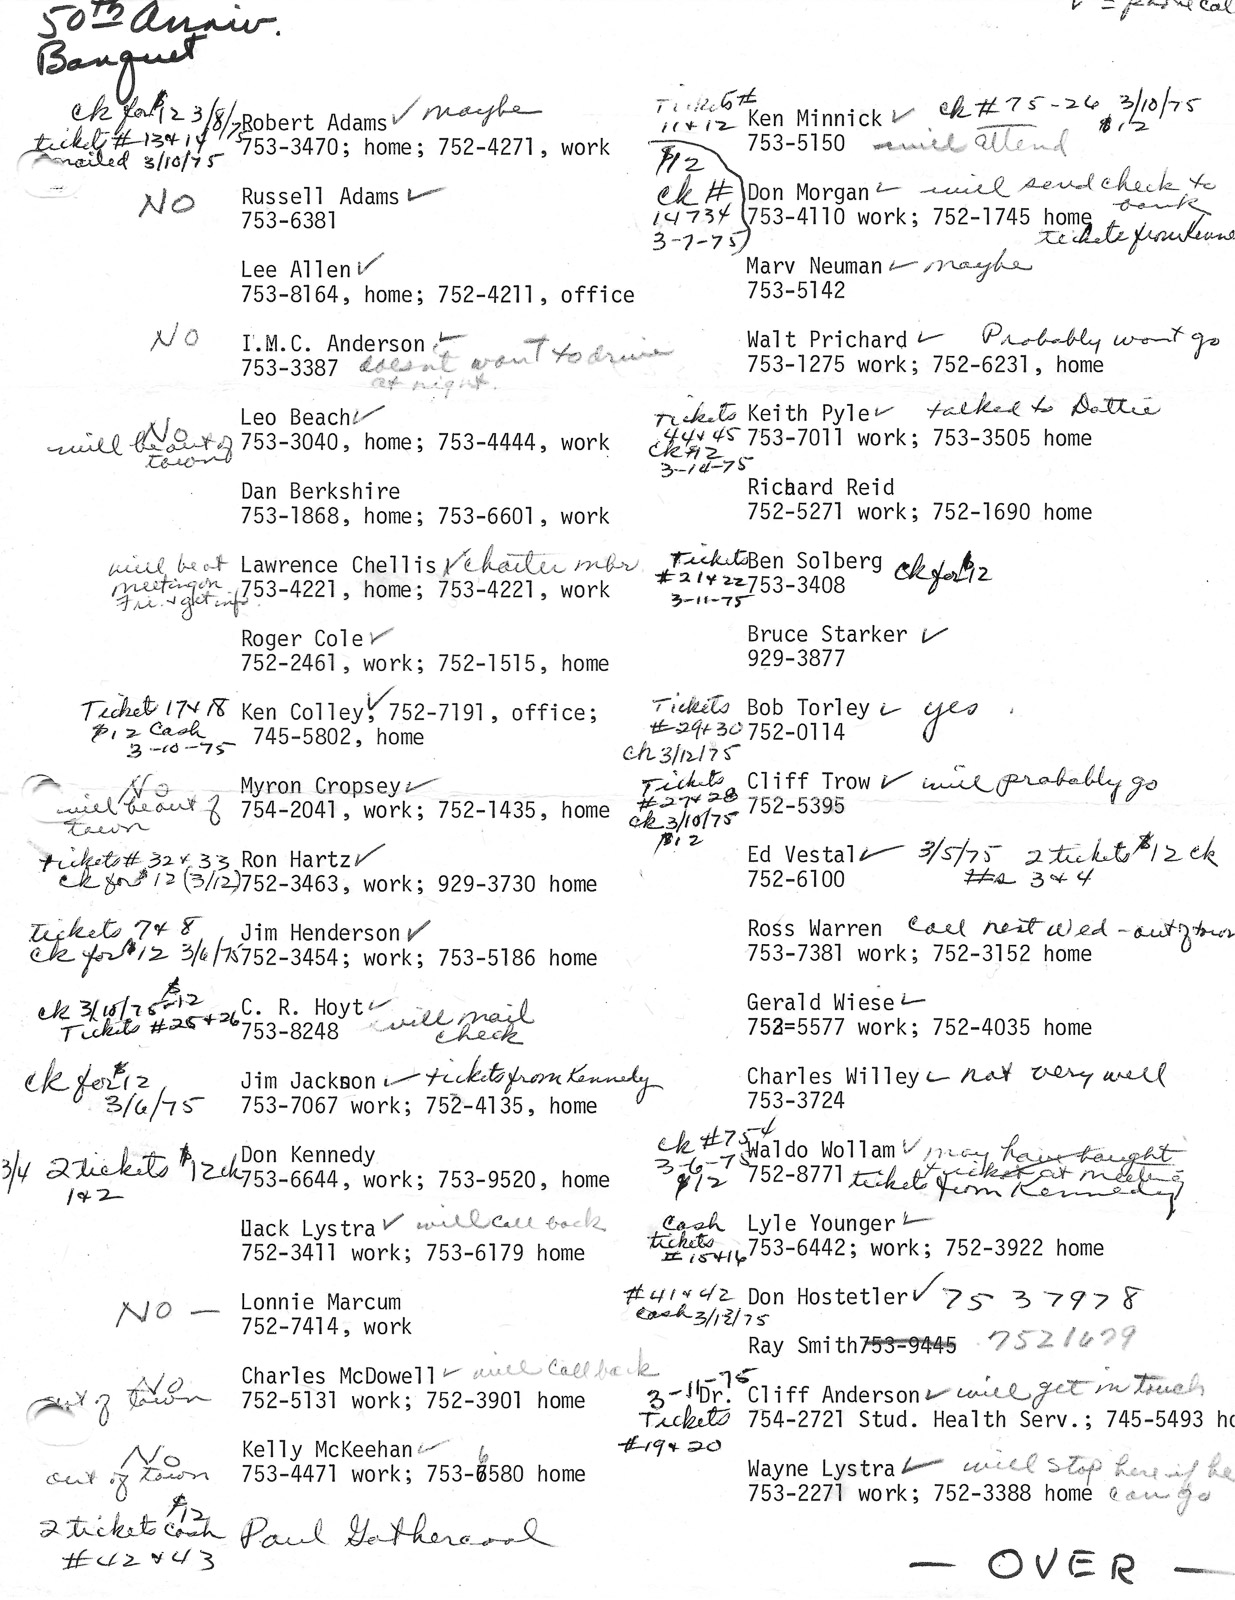 50th Anniv.
Banquet
ck for $12 3/8/75
tickets # 13 & 14
mailed 3/10/75
Robert Adams ✓ maybe
753-3470; home; 752-4271, work
NO
Russell Adams ✓
753-6381
Lee Allen ✓
753-8164, home; 752-4211, office
NO
I.M.C. Anderson ✓
753-3387 doesn't want to drive
at night.
No
will be out of
town
Leo Beach ✓
753-3040, home; 753-4444, work
Dan Berkshire
753-1868, home; 753-6601, work
will be at
meeting on
Fri. & get info
Lawrence Chellis ✓ charter mbr
753-4221, home; 753-4221, work
Roger Cole ✓
752-2461, work; 752-1515, home
Ticket 17 & 18
$12 Cash
3-10-75
Ken Colley, ✓ 752-7191, office;
745-5802, home
No
will be out of
town
Myron Cropsey ✓
754-2041, work; 752-1435, home
tickets # 32 & 33
ck for $12 (3/12)
Ron Hartz ✓
752-3463, work; 929-3730 home
tickets 7 & 8
ck for $12 3/6/75
Jim Henderson ✓
752-3454; work; 753-5186 home
ck 3/10/75 - $12
Tickets #25 & 26
C. R. Hoyt ✓
753-8248 will mail
check
ck for $12
3/6/75
Jim Jackson ✓ tickets from Kennedy
753-7067 work; 752-4135, home
3/4 2 tickets $12 ck
1 & 2
Don Kennedy
753-6644, work; 753-9520, home
Jack Lystra ✓ will call back
752-3411 work; 753-6179 home
NO —
Lonnie Marcum
752-7414, work
No
out of town
Charles McDowell ✓ will call back
752-5131 work; 752-3901 home
No
out of town
Kelly McKeehan ✓
753-4471 work; 753-6580 home
$12
2 tickets cash
#42 & 43
Paul Gathercoal
✓ = phone cal
Tickets #
11 & 12
Ken Minnick ✓ ck # 75-26 3/10/75
$12
753-5150 will attend
$12
ck #
14734
3-7-75
Don Morgan ✓ will send check to
bank
753-4110 work; 752-1745 home
tickets from Kenne
Marv Neuman ✓ maybe
753-5142
Walt Prichard ✓ Probably wont go
753-1275 work; 752-6231, home
Tickets
44 & 45
ck $12
3-14-75
Keith Pyle ✓ talked to Dottie
753-7011 work; 753-3505 home
Richard Reid
752-5271 work; 752-1690 home
Tickets
#21 & 22
3-11-75
Ben Solberg ck for $12
753-3408
Bruce Starker ✓
929-3877
Tickets
#29 & 30
ch 3/12/75
Bob Torley ✓ yes.
752-0114
Tickets
#27 & 28
ck 3/10/75
$12
Cliff Trow ✓ will probably go
752-5395
Ed Vestal ✓ 3/5/75 2 tickets $12 ck
#s 3 & 4
752-6100
Ross Warren call next Wed - out of town
753-7381 work; 752-3152 home
Gerald Wiese ✓
752=5577 work; 752-4035 home
Charles Willey ✓ not very well
753-3724
ck #754
3-6-75
$12
Waldo Wollam ✓ may have bought
ticket at meeting
752-8771 tickets from Kennedy
Cash
tickets
# 15 & 16
Lyle Younger ✓
753-6442; work; 752-3922 home
#41 & 42
cash 3/13/75
Don Hostetler ✓ 753 7978
Ray Smith 753-9445 7521679
3-11-75
Tickets
#19 & 20
Dr. Cliff Anderson ✓ will get in touch
754-2721 Stud. Health Serv.; 745-5493 ho
Wayne Lystra ✓ will stop here if he
753-2271 work; 752-3388 home can go
— OVER —